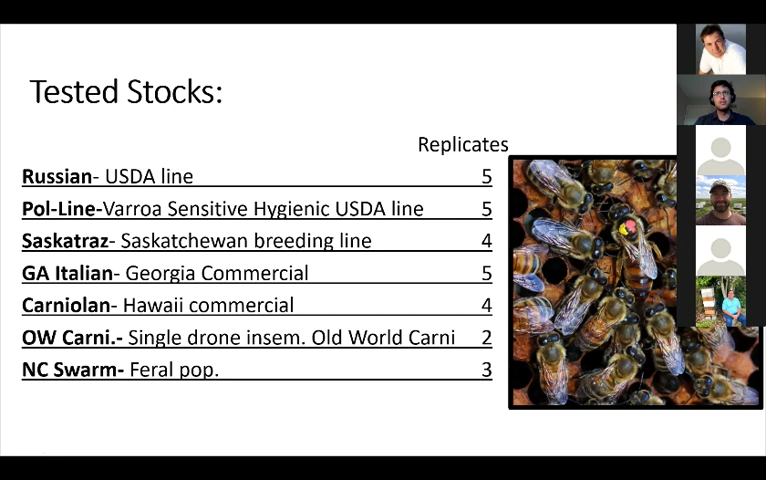 Tested Stocks:
Replicates
Russian- USDA line 5
Pol-Line-Varroa Sensitive Hygienic USDA line 5
Saskatraz- Saskatchewan breeding line 4
GA Italian- Georgia Commercial 5
Carniolan- Hawaii commercial 4
OW Carni.- Single drone insem. Old World Carni 2
NC Swarm- Feral pop. 3